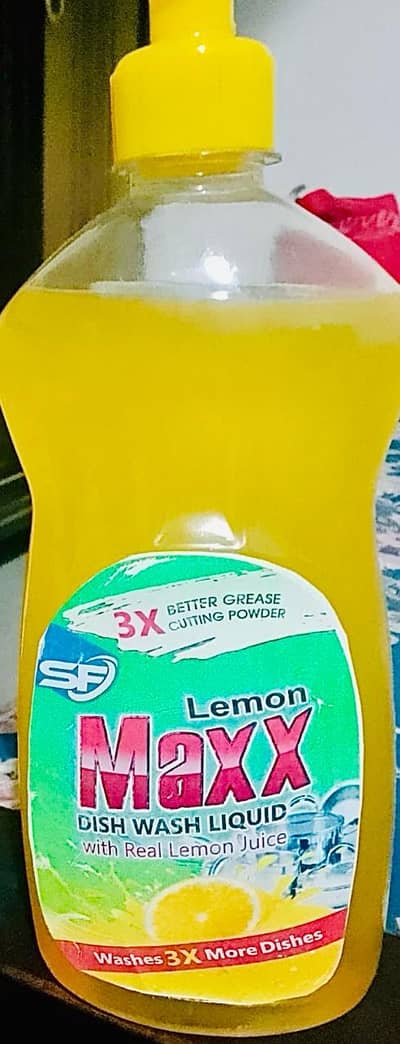 3X BETTER GREASE
CUTTING POWDER
SF
Lemon
Maxx
DISH WASH LIQUID
with Real Lemon Juice
Washes 3X More Dishes